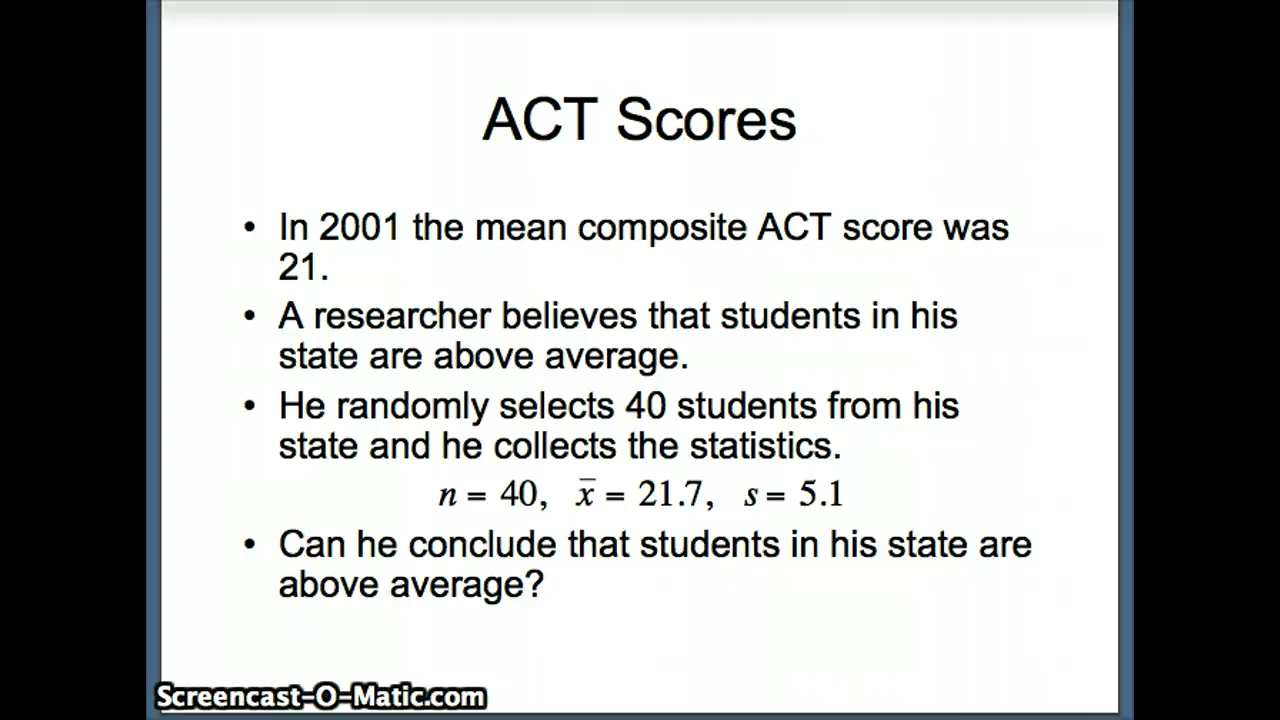 ACT Scores
• In 2001 the mean composite ACT score was
21.
• A researcher believes that students in his
state are above average.
• He randomly selects 40 students from his
state and he collects the statistics.
n = 40, x̄ = 21.7, s = 5.1
• Can he conclude that students in his state are
above average?
Screencast-O-Matic.com